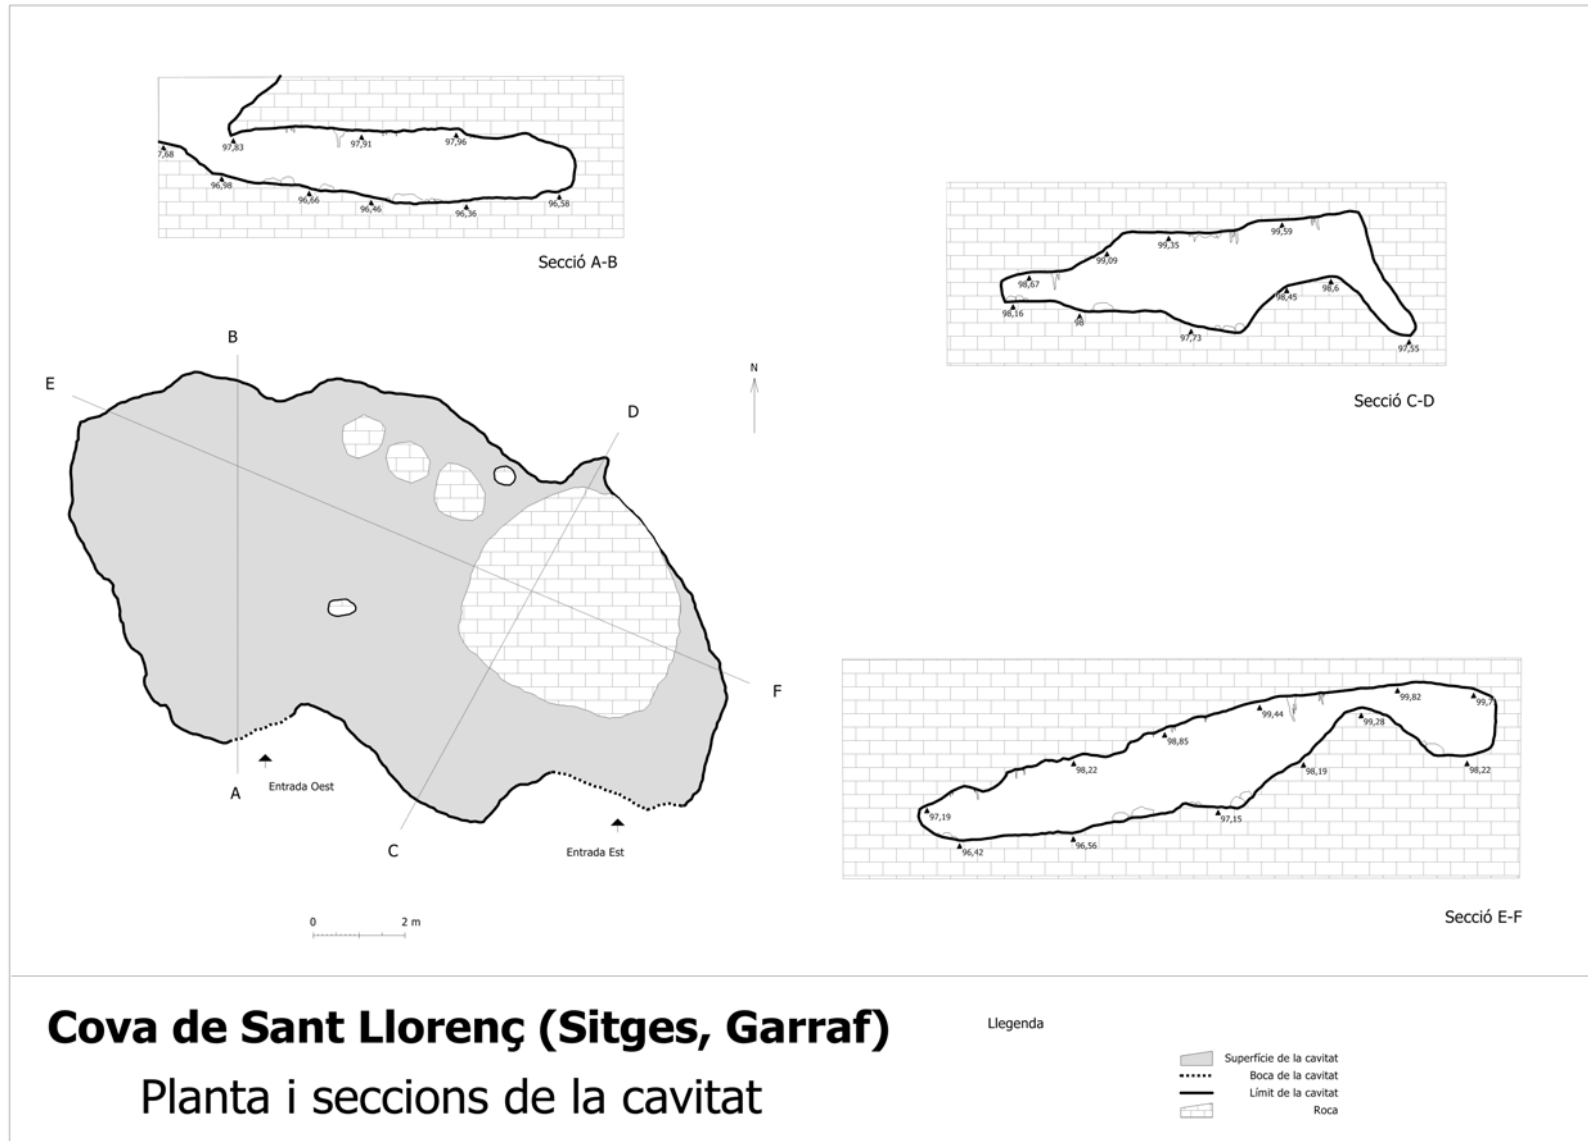 97,83
97,91
97,96
7,68
96,98
96,66
96,46
96,36
96,58
Secció A-B
99,59
99,35
99,09
98,67
98,6
98,45
98,16
98
97,73
97,55
Secció C-D
B
E
N
D
F
A
Entrada Oest
C
Entrada Est
0 2 m
99,82
99,7
99,44
99,28
98,85
98,22
98,19
98,22
97,19
97,15
96,42
96,56
Secció E-F
Cova de Sant Llorenç (Sitges, Garraf)
Planta i seccions de la cavitat
Llegenda
Superfície de la cavitat
Boca de la cavitat
Límit de la cavitat
Roca